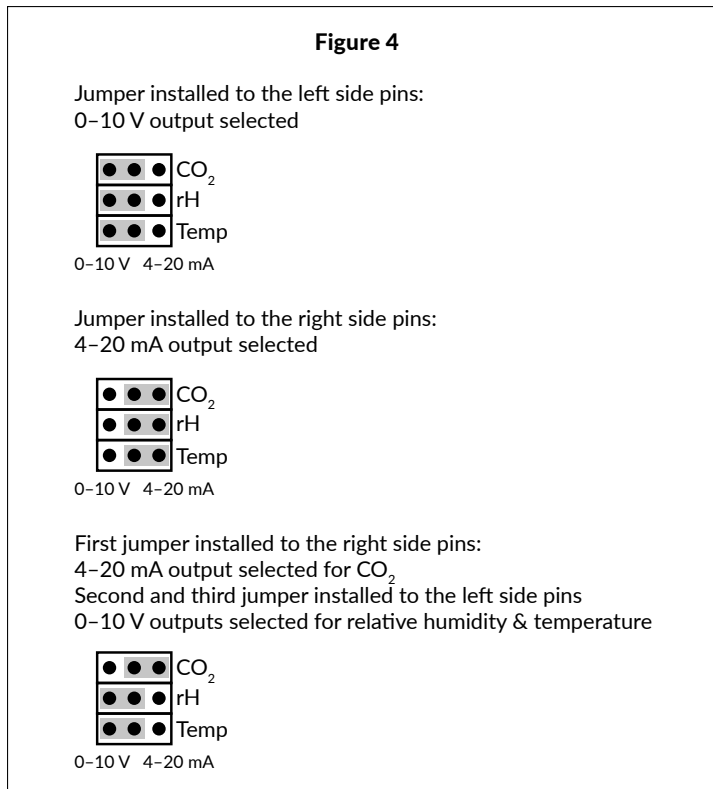 Figure 4
Jumper installed to the left side pins:
0–10 V output selected
CO₂
rH
Temp
0–10 V 4–20 mA
Jumper installed to the right side pins:
4–20 mA output selected
CO₂
rH
Temp
0–10 V 4–20 mA
First jumper installed to the right side pins:
4–20 mA output selected for CO₂
Second and third jumper installed to the left side pins
0–10 V outputs selected for relative humidity & temperature
CO₂
rH
Temp
0–10 V 4–20 mA